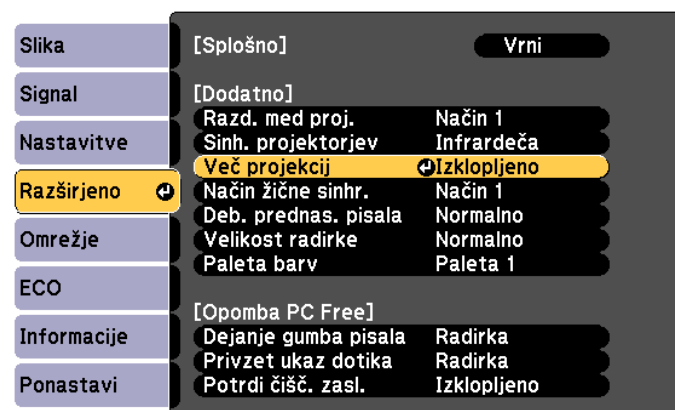 Slika
Signal
Nastavitve
Razširjeno
Omrežje
ECO
Informacije
Ponastavi
[Splošno] Vrni
[Dodatno]
Razd. med proj. Način 1
Sinh. projektorjev Infrardeča
Več projekcij Izklopljeno
Način žične sinhr. Način 1
Deb. prednas. pisala Normalno
Velikost radirke Normalno
Paleta barv Paleta 1
[Opomba PC Free]
Dejanje gumba pisala Radirka
Privzet ukaz dotika Radirka
Potrdi čišč. zasl. Izklopljeno